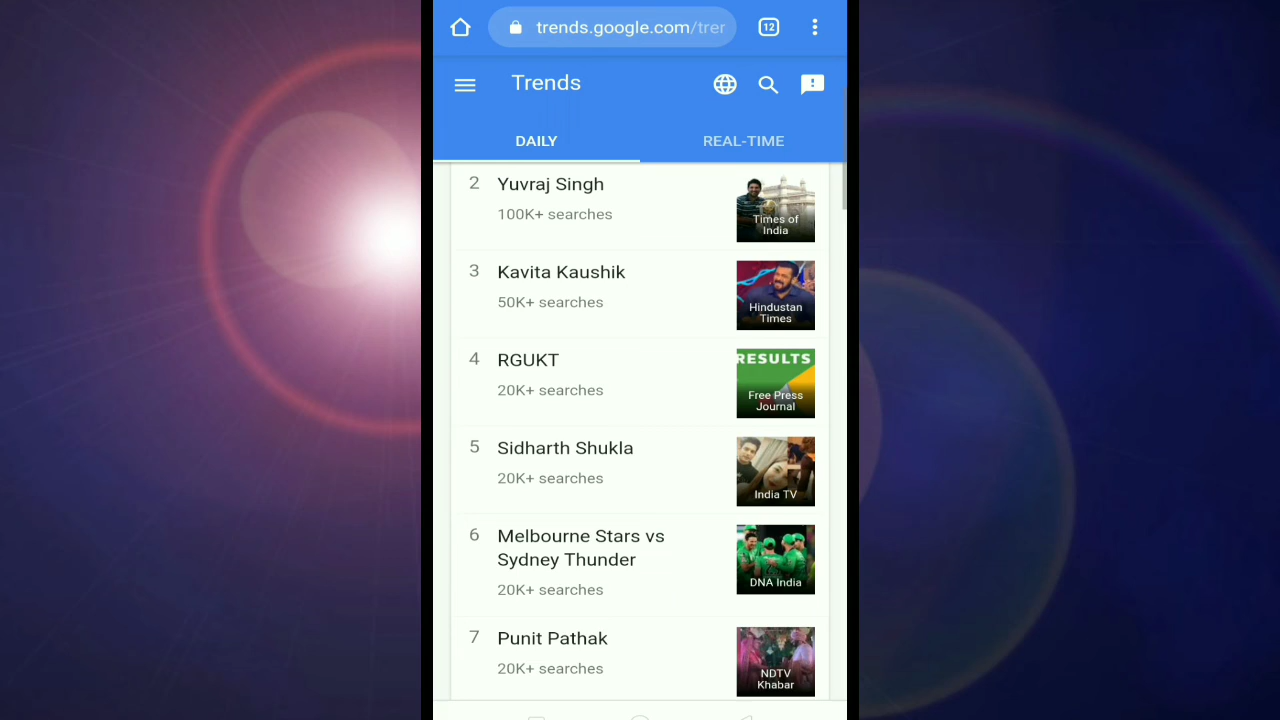 trends.google.com/trer
12
Trends
DAILY
REAL-TIME
2
Yuvraj Singh
100K+ searches
Times of
India
3
Kavita Kaushik
50K+ searches
Hindustan
Times
4
RGUKT
20K+ searches
RESULTS
Free Press
Journal
5
Sidharth Shukla
20K+ searches
India TV
6
Melbourne Stars vs
Sydney Thunder
20K+ searches
DNA India
7
Punit Pathak
20K+ searches
NDTV
Khabar